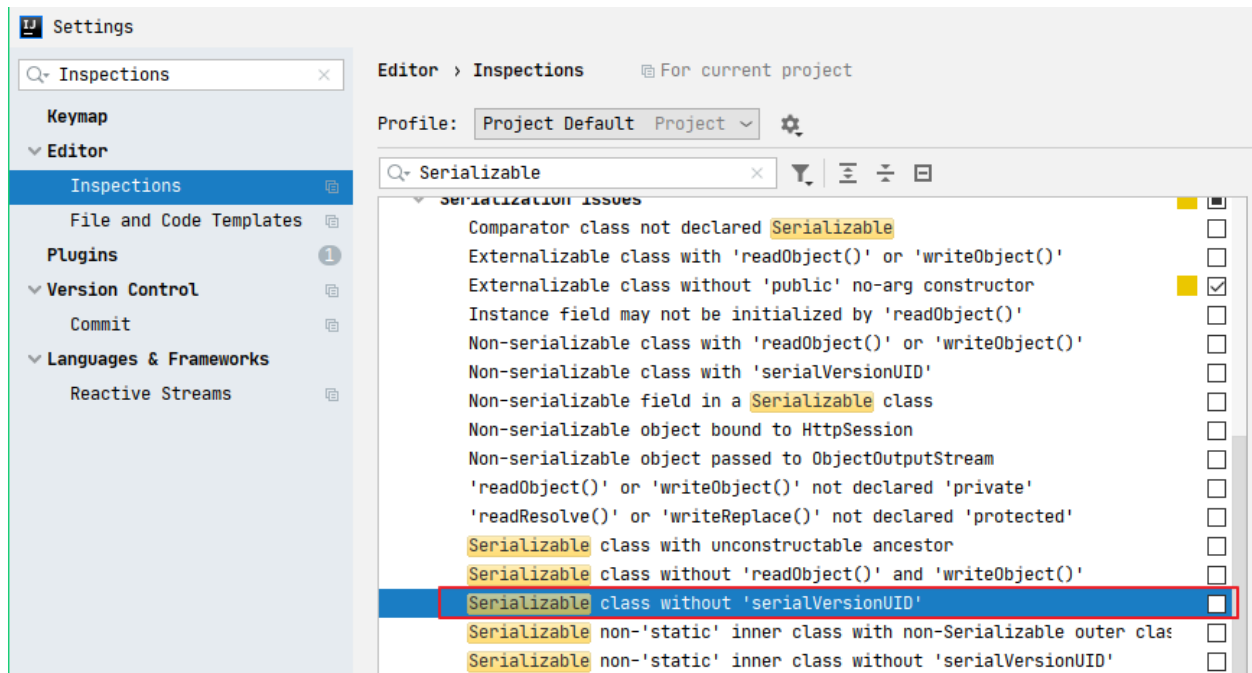 IJ Settings
Inspections
Keymap
Editor
Inspections
File and Code Templates
Plugins 1
Version Control
Commit
Languages & Frameworks
Reactive Streams
Editor › Inspections For current project
Profile: Project Default Project
Serializable
Serialization issues
Comparator class not declared Serializable
Externalizable class with 'readObject()' or 'writeObject()'
Externalizable class without 'public' no-arg constructor
Instance field may not be initialized by 'readObject()'
Non-serializable class with 'readObject()' or 'writeObject()'
Non-serializable class with 'serialVersionUID'
Non-serializable field in a Serializable class
Non-serializable object bound to HttpSession
Non-serializable object passed to ObjectOutputStream
'readObject()' or 'writeObject()' not declared 'private'
'readResolve()' or 'writeReplace()' not declared 'protected'
Serializable class with unconstructable ancestor
Serializable class without 'readObject()' and 'writeObject()'
Serializable class without 'serialVersionUID'
Serializable non-'static' inner class with non-Serializable outer clas
Serializable non-'static' inner class without 'serialVersionUID'